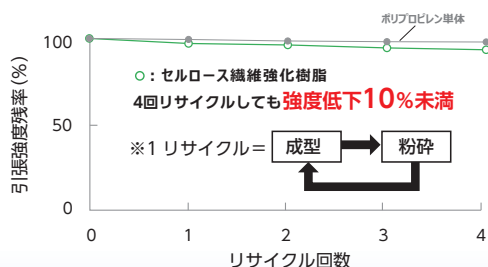 ポリプロピレン単体
引張強度残率(%)
100
50
0
○：セルロース繊維強化樹脂
4回リサイクルしても強度低下10%未満
※1 リサイクル＝ 成型 粉砕
0 1 2 3 4
リサイクル回数